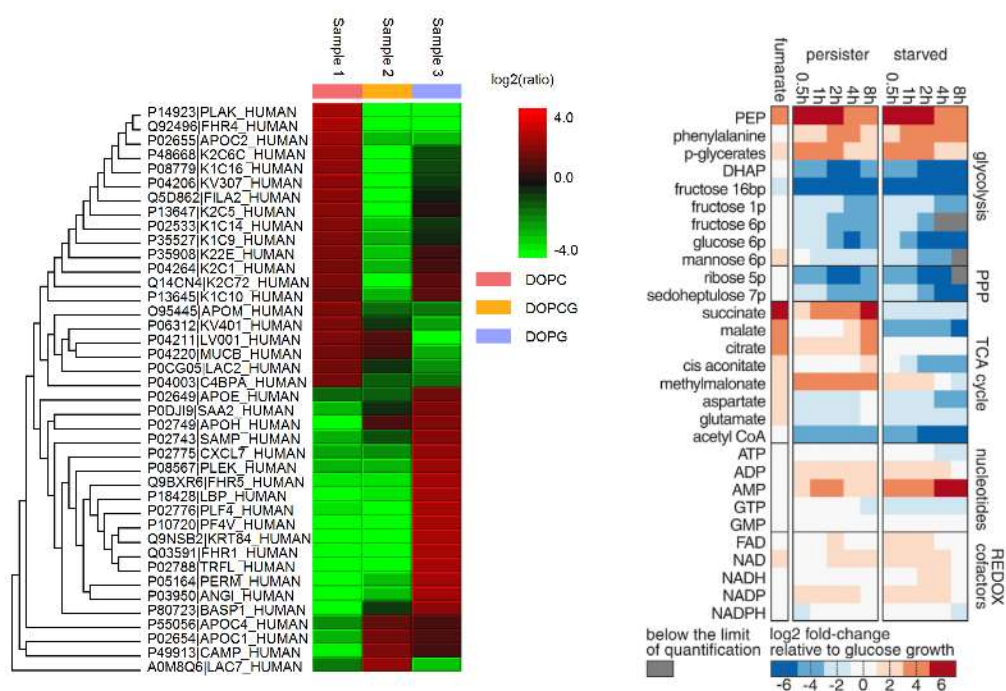 Sample 1
Sample 2
Sample 3
log2(ratio)
4.0
0.0
-4.0
DOPC
DOPCG
DOPG
P14923|PLAK_HUMAN
Q92496|FHR4_HUMAN
P02655|APOC2_HUMAN
P48668|K2C6C_HUMAN
P08779|K1C16_HUMAN
P04206|KV307_HUMAN
Q5D862|FILA2_HUMAN
P13647|K2C5_HUMAN
P02533|K1C14_HUMAN
P35527|K1C9_HUMAN
P35908|K22E_HUMAN
P04264|K2C1_HUMAN
Q14CN4|K2C72_HUMAN
P13645|K1C10_HUMAN
O95445|APOM_HUMAN
P06312|KV401_HUMAN
P04211|LV001_HUMAN
P04220|MUCB_HUMAN
P0CG05|LAC2_HUMAN
P04003|C4BPA_HUMAN
P02649|APOE_HUMAN
P0DJI9|SAA2_HUMAN
P02749|APOH_HUMAN
P02743|SAMP_HUMAN
P02775|CXCL7_HUMAN
P08567|PLEK_HUMAN
Q9BXR6|FHR5_HUMAN
P18428|LBP_HUMAN
P02776|PLF4_HUMAN
P10720|PF4V_HUMAN
Q9NSB2|KRT84_HUMAN
Q03591|FHR1_HUMAN
P02788|TRFL_HUMAN
P05164|PERM_HUMAN
P03950|ANGI_HUMAN
P80723|BASP1_HUMAN
P55056|APOC4_HUMAN
P02654|APOC1_HUMAN
P49913|CAMP_HUMAN
A0M8Q6|LAC7_HUMAN
fumarate
persister
starved
0.5h
1h
2h
4h
8h
0.5h
1h
2h
4h
8h
PEP
phenylalanine
p-glycerates
DHAP
fructose 16bp
fructose 1p
fructose 6p
glucose 6p
mannose 6p
ribose 5p
sedoheptulose 7p
succinate
malate
citrate
cis aconitate
methylmalonate
aspartate
glutamate
acetyl CoA
ATP
ADP
AMP
GTP
GMP
FAD
NAD
NADH
NADP
NADPH
glycolysis
PPP
TCA cycle
nucleotides
REDOX
cofactors
below the limit
of quantification
log2 fold-change
relative to glucose growth
-6 -4 -2 0 2 4 6